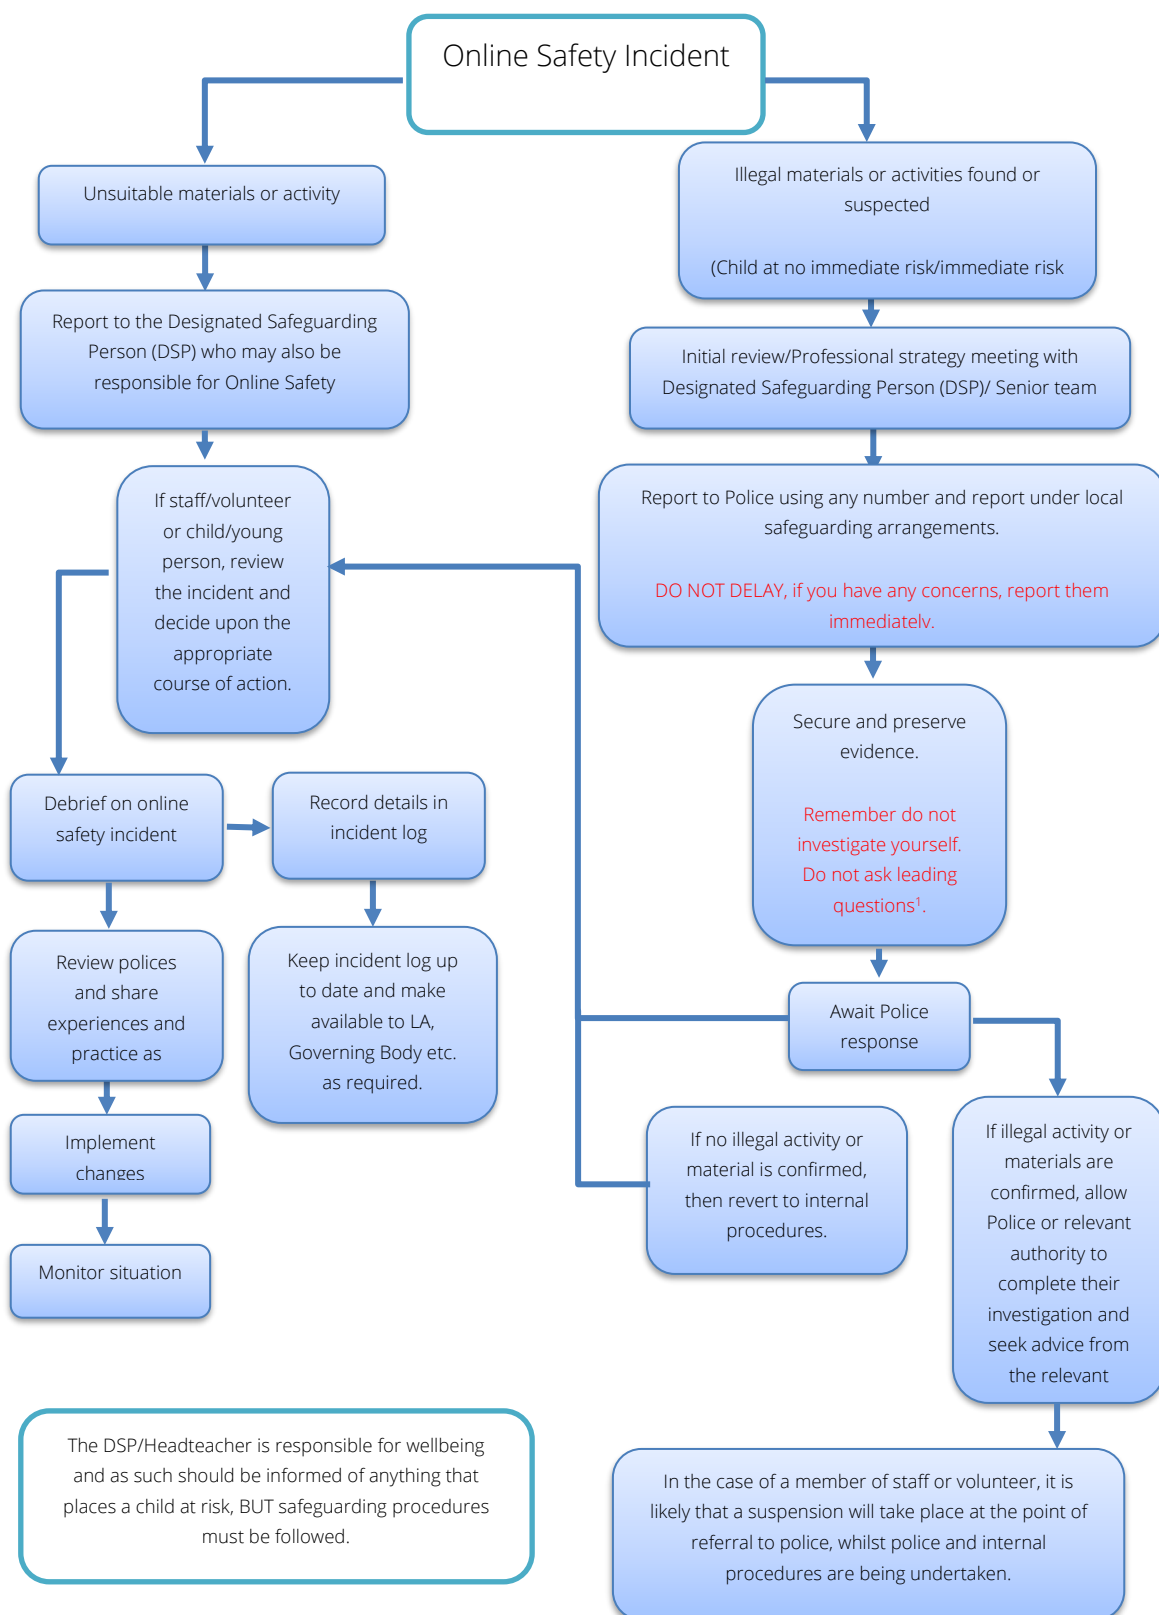 Online Safety Incident
Unsuitable materials or activity
Report to the Designated Safeguarding
Person (DSP) who may also be
responsible for Online Safety
If staff/volunteer
or child/young
person, review
the incident and
decide upon the
appropriate
course of action.
Debrief on online
safety incident
Record details in
incident log
Review polices
and share
experiences and
practice as
Keep incident log up
to date and make
available to LA,
Governing Body etc.
as required.
Implement
changes
Monitor situation
Illegal materials or activities found or
suspected
(Child at no immediate risk/immediate risk
Initial review/Professional strategy meeting with
Designated Safeguarding Person (DSP)/ Senior team
Report to Police using any number and report under local
safeguarding arrangements.
DO NOT DELAY, if you have any concerns, report them
immediately.
Secure and preserve
evidence.
Remember do not
investigate yourself.
Do not ask leading
questions¹.
Await Police
response
If no illegal activity or
material is confirmed,
then revert to internal
procedures.
If illegal activity or
materials are
confirmed, allow
Police or relevant
authority to
complete their
investigation and
seek advice from
the relevant
In the case of a member of staff or volunteer, it is
likely that a suspension will take place at the point of
referral to police, whilst police and internal
procedures are being undertaken.
The DSP/Headteacher is responsible for wellbeing
and as such should be informed of anything that
places a child at risk, BUT safeguarding procedures
must be followed.